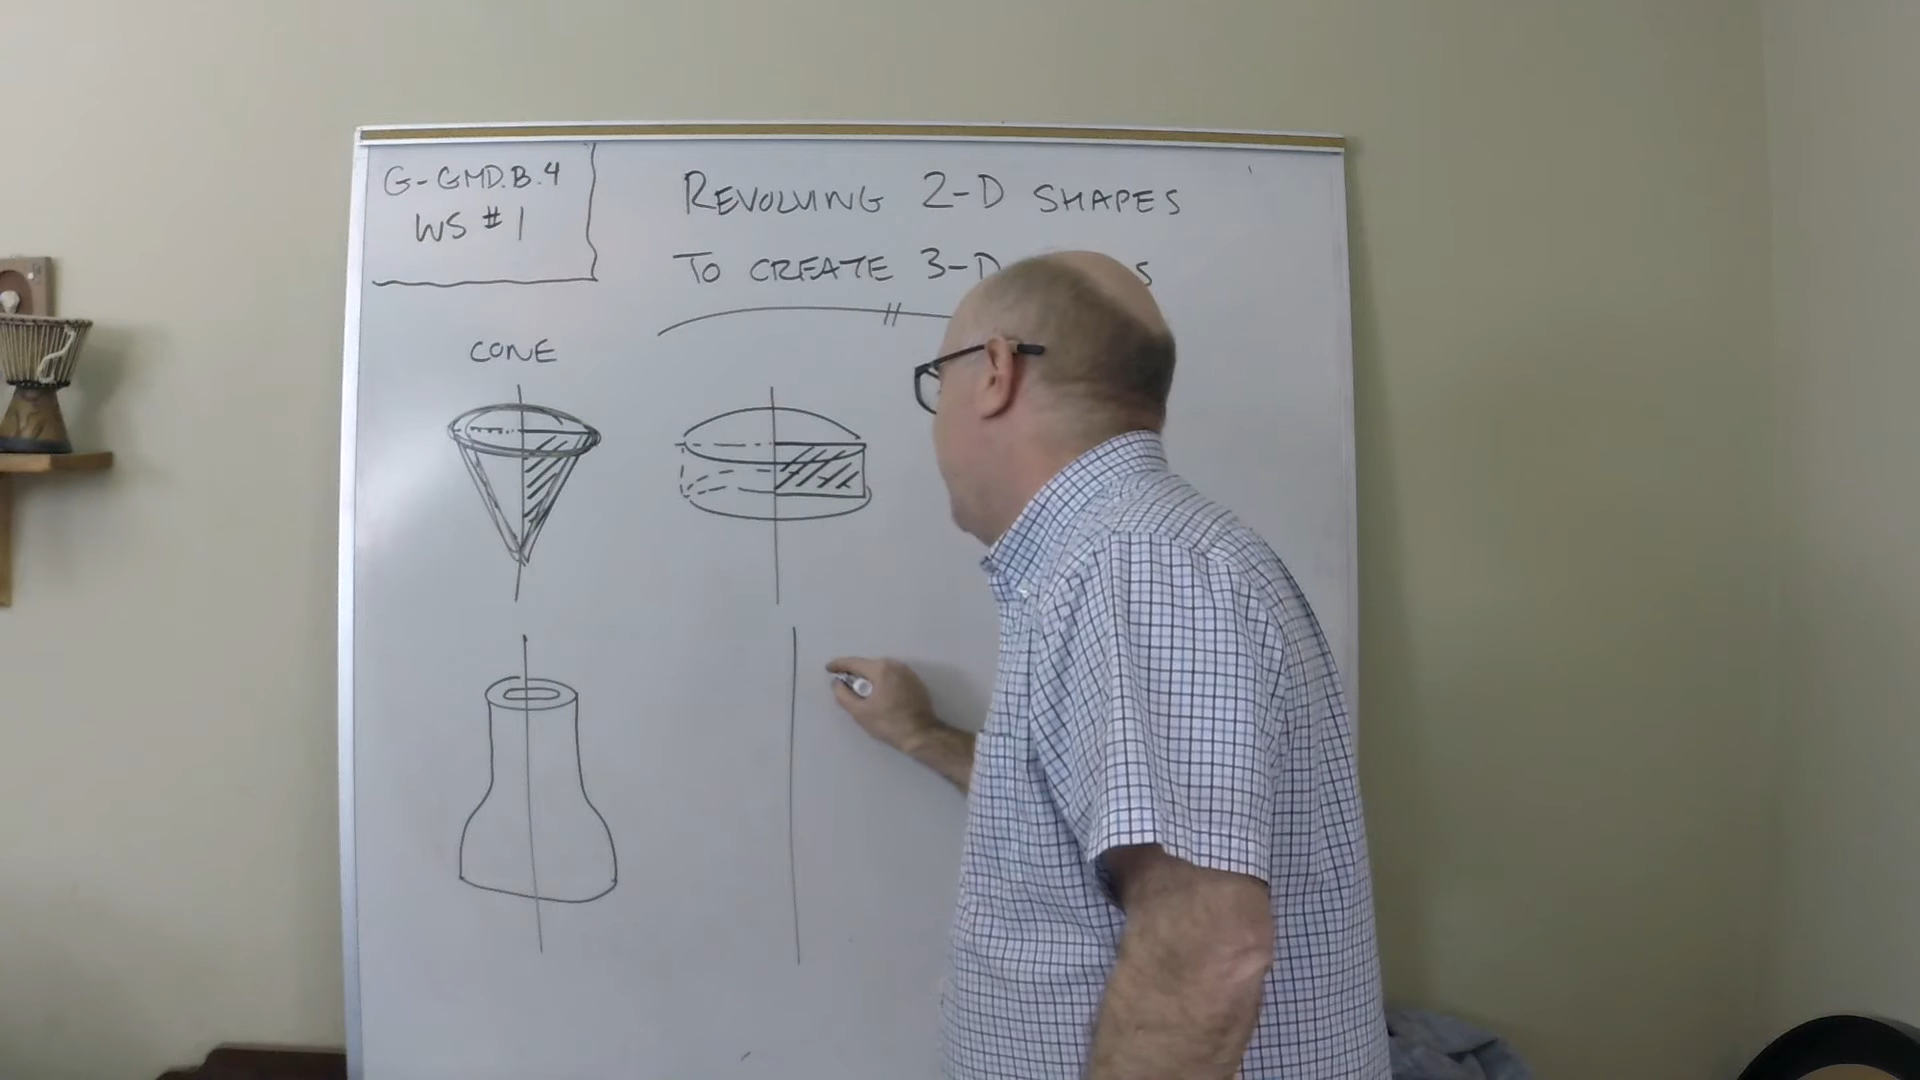 G-GMD.B.4
WS #1
REVOLVING 2-D SHAPES
TO CREATE 3-D
CONE